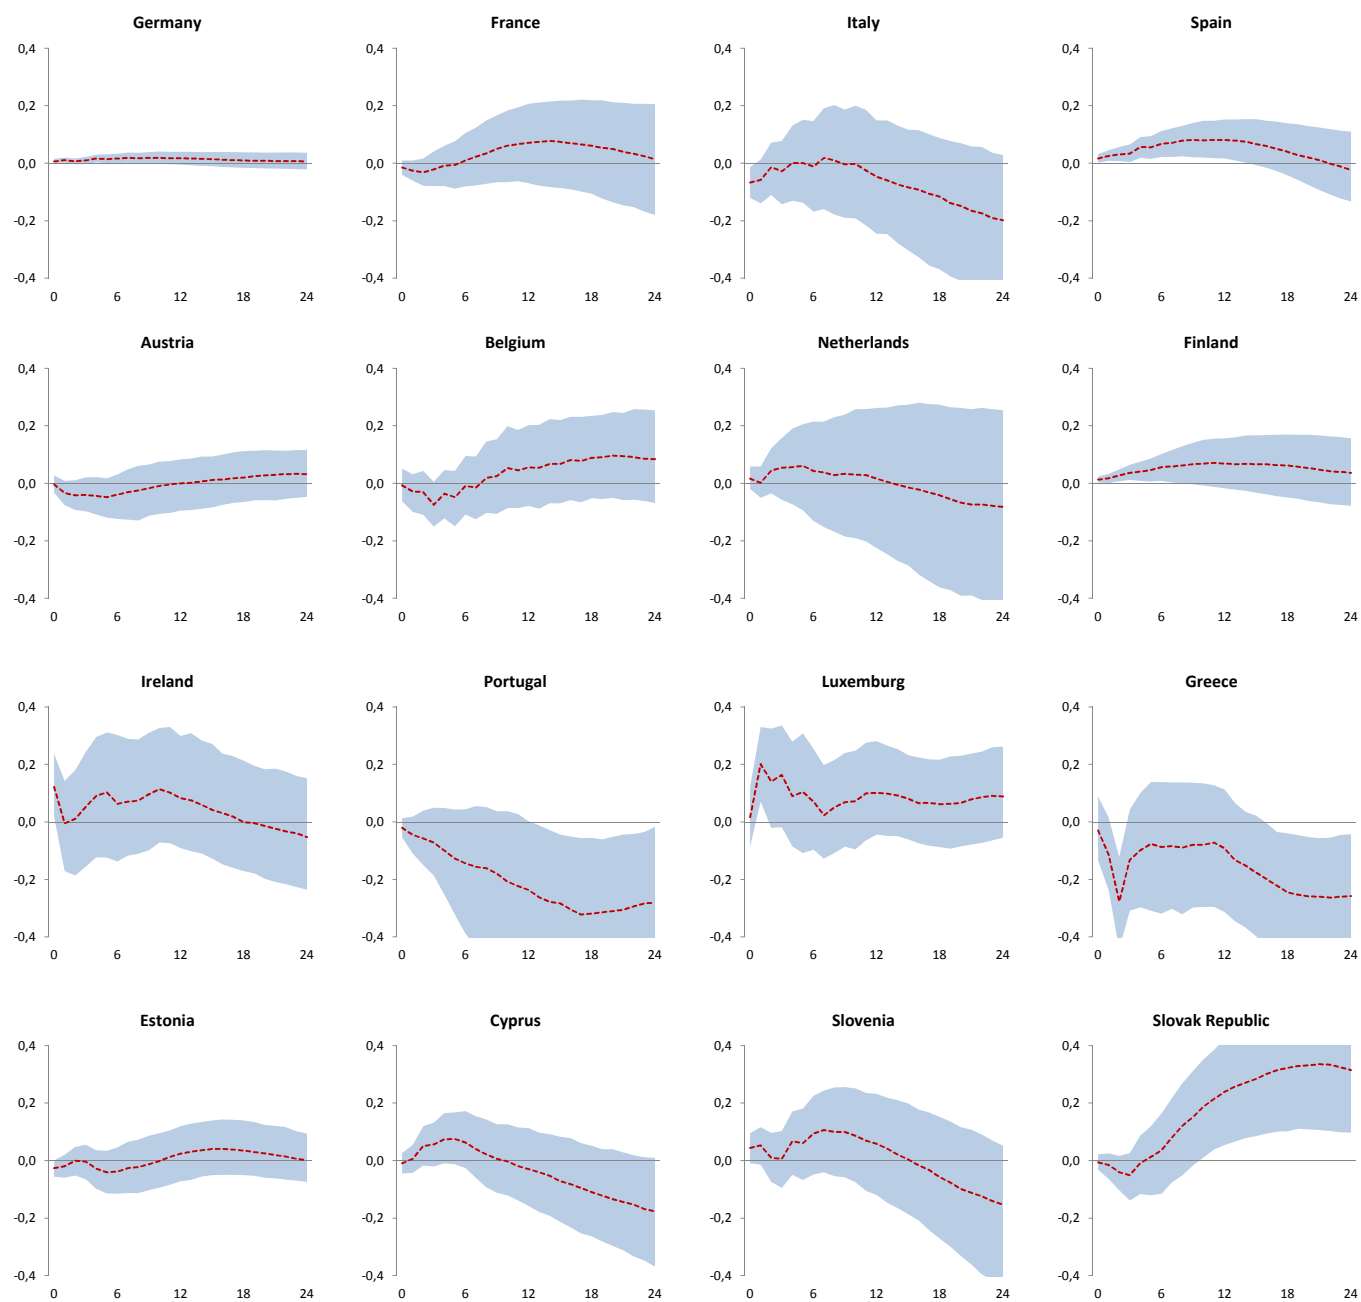 Germany France Italy Spain
0,4 0,4 0,4 0,4
0,2 0,2 0,2 0,2
0,0 0,0 0,0 0,0
-0,2 -0,2 -0,2 -0,2
-0,4 -0,4 -0,4 -0,4
0 6 12 18 24 0 6 12 18 24 0 6 12 18 24 0 6 12 18 24
Austria Belgium Netherlands Finland
0,4 0,4 0,4 0,4
0,2 0,2 0,2 0,2
0,0 0,0 0,0 0,0
-0,2 -0,2 -0,2 -0,2
-0,4 -0,4 -0,4 -0,4
0 6 12 18 24 0 6 12 18 24 0 6 12 18 24 0 6 12 18 24
Ireland Portugal Luxemburg Greece
0,4 0,4 0,4 0,4
0,2 0,2 0,2 0,2
0,0 0,0 0,0 0,0
-0,2 -0,2 -0,2 -0,2
-0,4 -0,4 -0,4 -0,4
0 6 12 18 24 0 6 12 18 24 0 6 12 18 24 0 6 12 18 24
Estonia Cyprus Slovenia Slovak Republic
0,4 0,4 0,4 0,4
0,2 0,2 0,2 0,2
0,0 0,0 0,0 0,0
-0,2 -0,2 -0,2 -0,2
-0,4 -0,4 -0,4 -0,4
0 6 12 18 24 0 6 12 18 24 0 6 12 18 24 0 6 12 18 24